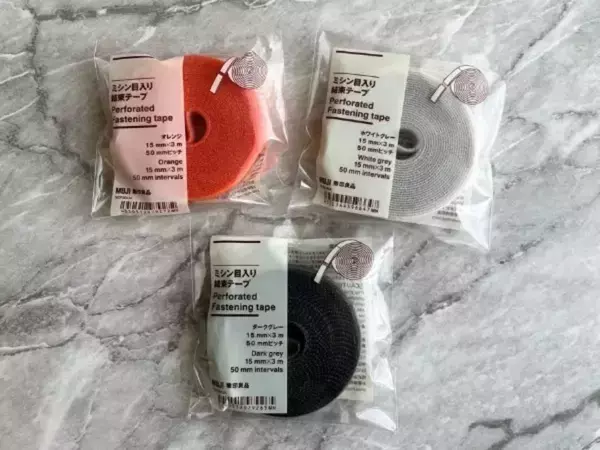 ミシン目入り
結束テープ
Perforated
Fastening tape
オレンジ
15 mm×3 m
50 mmピッチ
Orange
15 mm×3 m
50 mm intervals
MUJI 無印良品
ミシン目入り
結束テープ
Perforated
Fastening tape
ホワイトグレー
15 mm×3 m
50 mmピッチ
White grey
15 mm×3 m
50 mm intervals
MUJI 無印良品
ミシン目入り
結束テープ
Perforated
Fastening tape
ダークグレー
15 mm×3 m
50 mmピッチ
Dark grey
15 mm×3 m
50 mm intervals
MUJI 無印良品